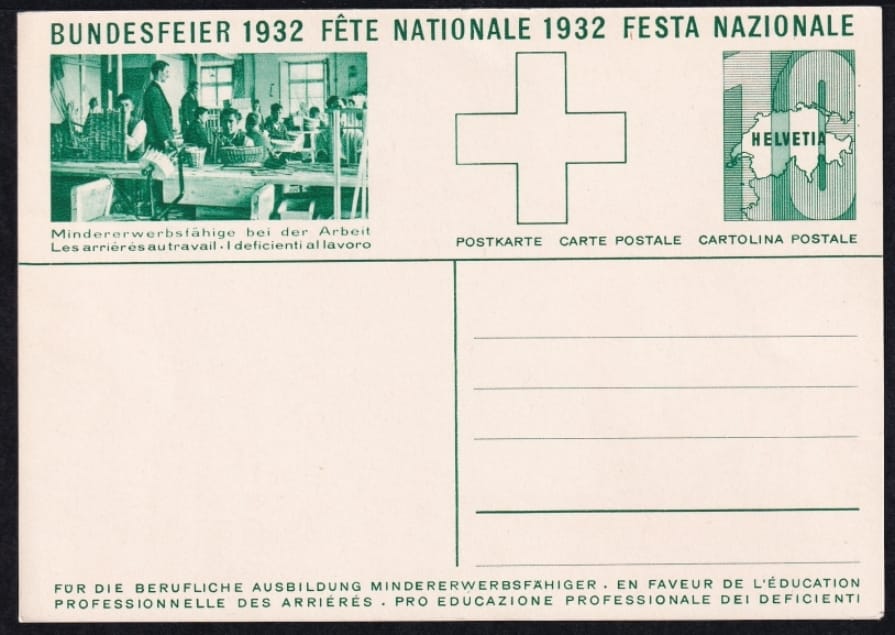 BUNDESFEIER 1932 FÊTE NATIONALE 1932 FESTA NAZIONALE
10
HELVETIA
Mindererwerbsfähige bei der Arbeit
Les arriérés au travail · I deficienti al lavoro
POSTKARTE CARTE POSTALE CARTOLINA POSTALE
FÜR DIE BERUFLICHE AUSBILDUNG MINDERERWERBSFÄHIGER · EN FAVEUR DE L'ÉDUCATION
PROFESSIONNELLE DES ARRIÉRÉS · PRO EDUCAZIONE PROFESSIONALE DEI DEFICIENTI